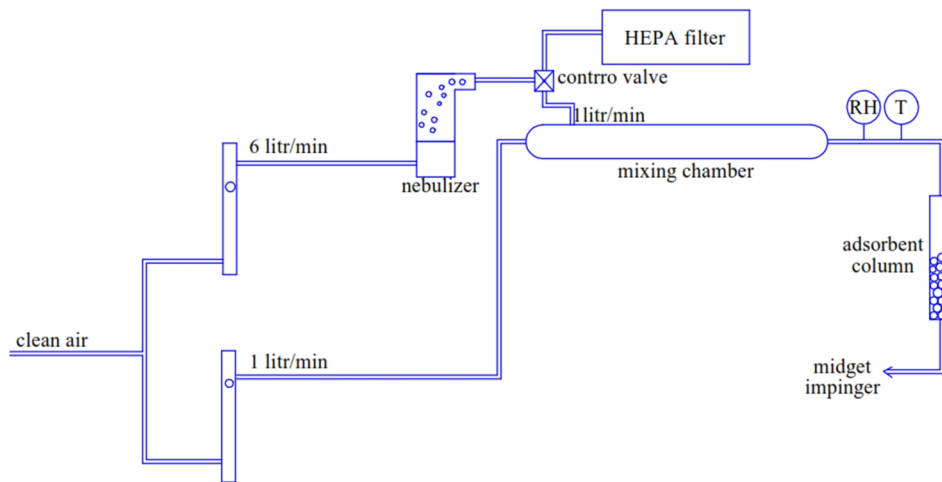 HEPA filter
contro valve
1litr/min
RH
T
6 litr/min
nebulizer
mixing chamber
adsorbent
column
clean air
1 litr/min
midget
impinger